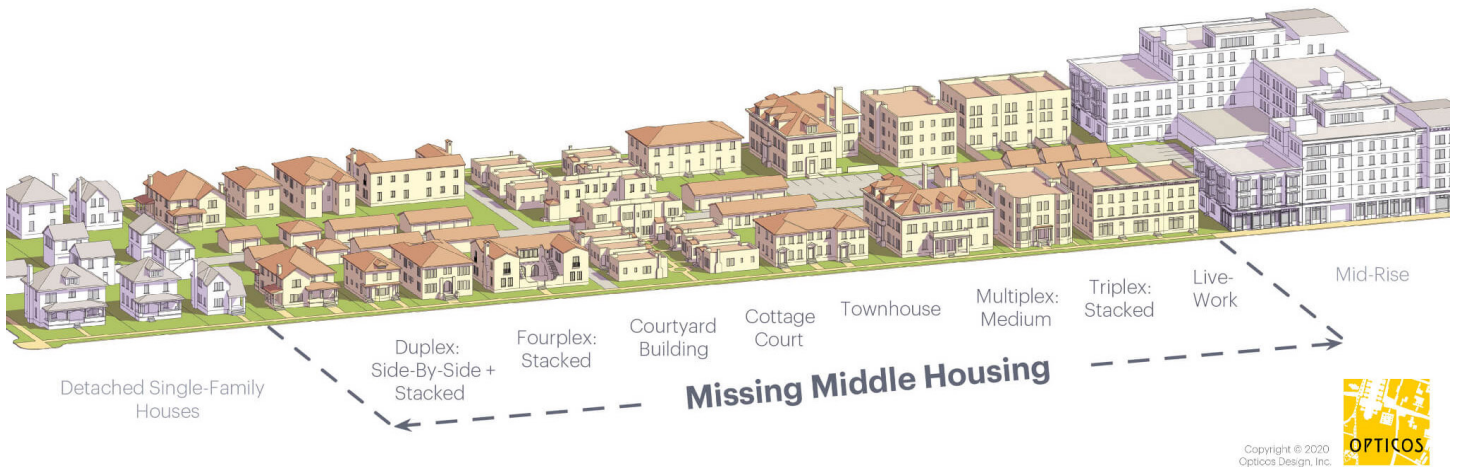 Detached Single-Family
Houses
Duplex:
Side-By-Side +
Stacked
Fourplex:
Stacked
Courtyard
Building
Cottage
Court
Townhouse
Multiplex:
Medium
Triplex:
Stacked
Live-
Work
Mid-Rise
Missing Middle Housing
Copyright © 2020
Opticos Design, Inc.
OPTICOS